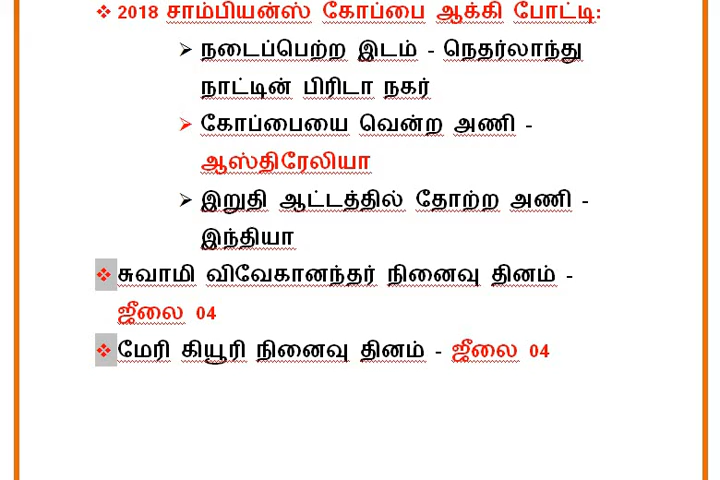 ❖ 2018 சாம்பியன்ஸ் கோப்பை ஆக்கி போட்டி:
➢ நடைப்பெற்ற இடம் - நெதர்லாந்து
நாட்டின் பிரிடா நகர்
➢ கோப்பையை வென்ற அணி -
ஆஸ்திரேலியா
➢ இறுதி ஆட்டத்தில் தோற்ற அணி -
இந்தியா
❖ சுவாமி விவேகானந்தர் நினைவு தினம் -
ஜீலை 04
❖ மேரி கியூரி நினைவு தினம் - ஜீலை 04